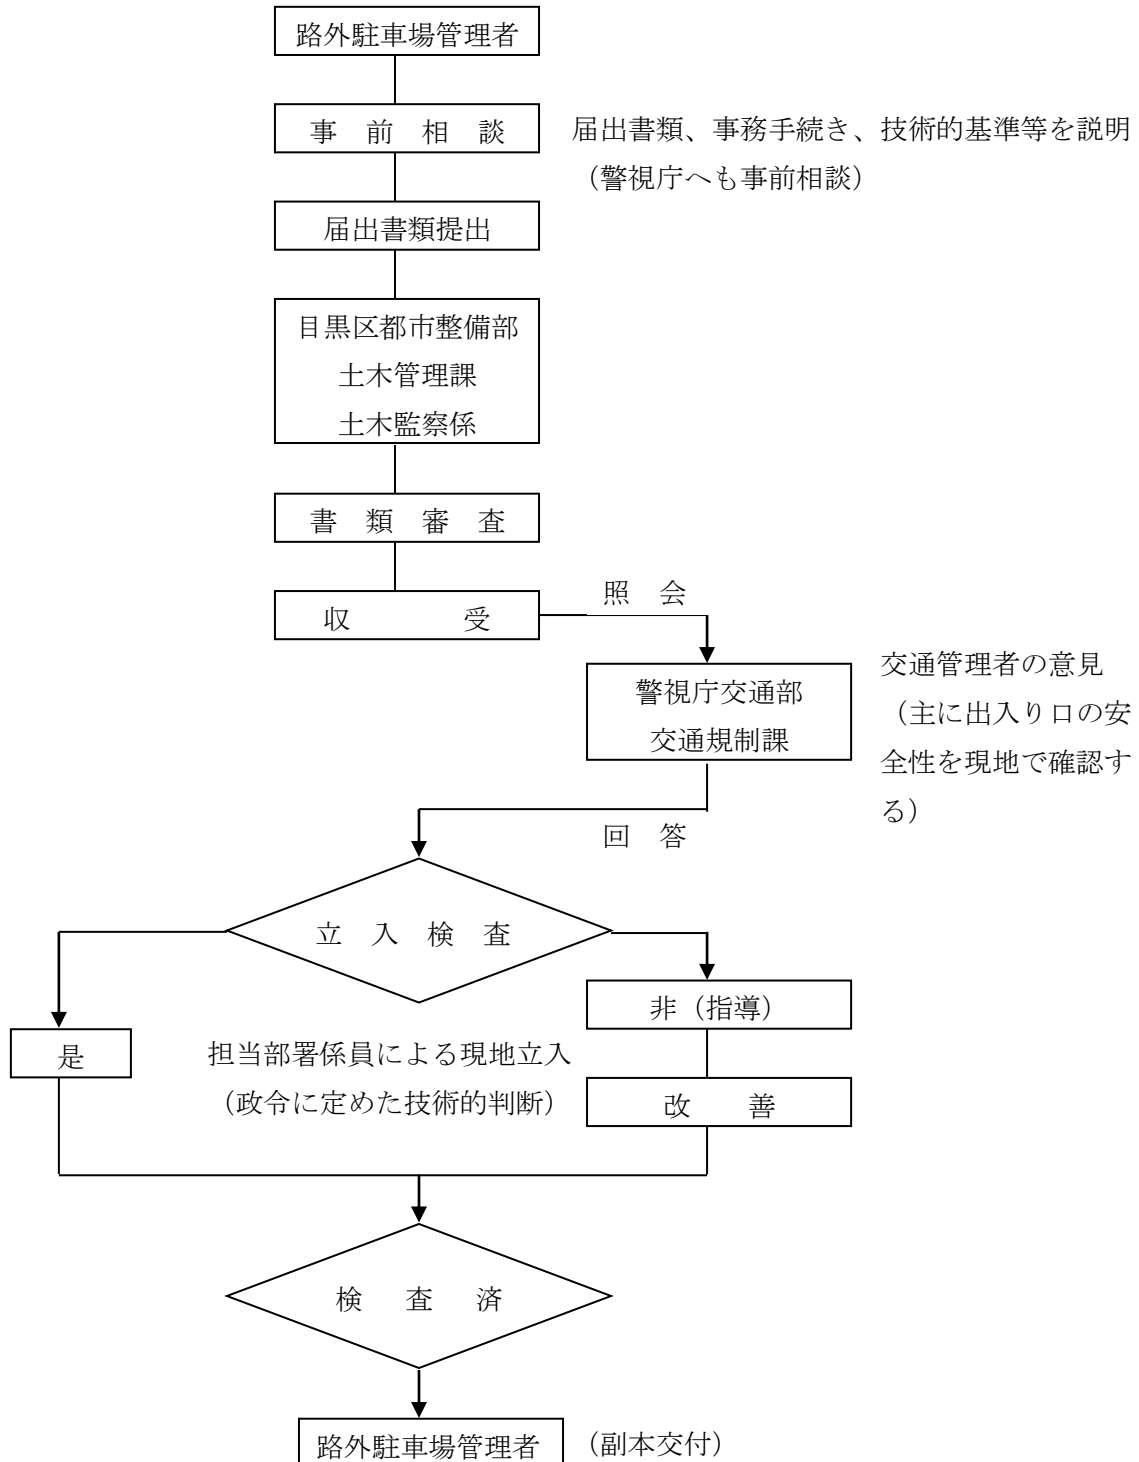 路外駐車場管理者
事　前　相　談
届出書類、事務手続き、技術的基準等を説明
（警視庁へも事前相談）
届出書類提出
目黒区都市整備部
土木管理課
土木監察係
書　類　審　査
収　　　　　受
照　会
警視庁交通部
交通規制課
交通管理者の意見
（主に出入り口の安
全性を現地で確認す
る）
回　答
立　入　検　査
非（指導）
是
担当部署係員による現地立入
（政令に定めた技術的判断）
改　　善
検　査　済
路外駐車場管理者
（副本交付）